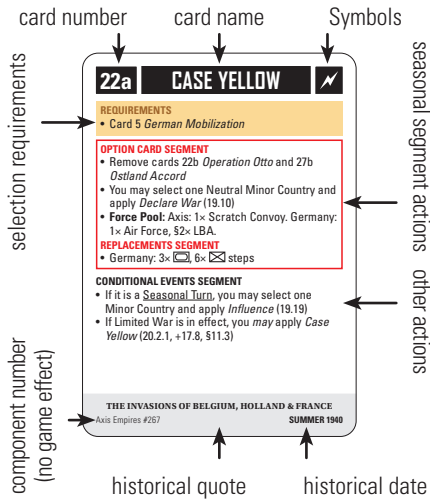 card number card name Symbols
22a CASE YELLOW
REQUIREMENTS
• Card 5 German Mobilization
OPTION CARD SEGMENT
• Remove cards 22b Operation Otto and 27b
Ostland Accord
• You may select one Neutral Minor Country and
apply Declare War (19.10)
• Force Pool: Axis: 1× Scratch Convoy. Germany:
1× Air Force, §2× LBA.
REPLACEMENTS SEGMENT
• Germany: 3× , 6× steps
CONDITIONAL EVENTS SEGMENT
• If it is a Seasonal Turn, you may select one
Minor Country and apply Influence (19.19)
• If Limited War is in effect, you may apply Case
Yellow (20.2.1, +17.8, §11.3)
THE INVASIONS OF BELGIUM, HOLLAND & FRANCE
Axis Empires #267 SUMMER 1940
selection requirements
component number
(no game effect)
seasonal segment actions
other actions
historical quote historical date